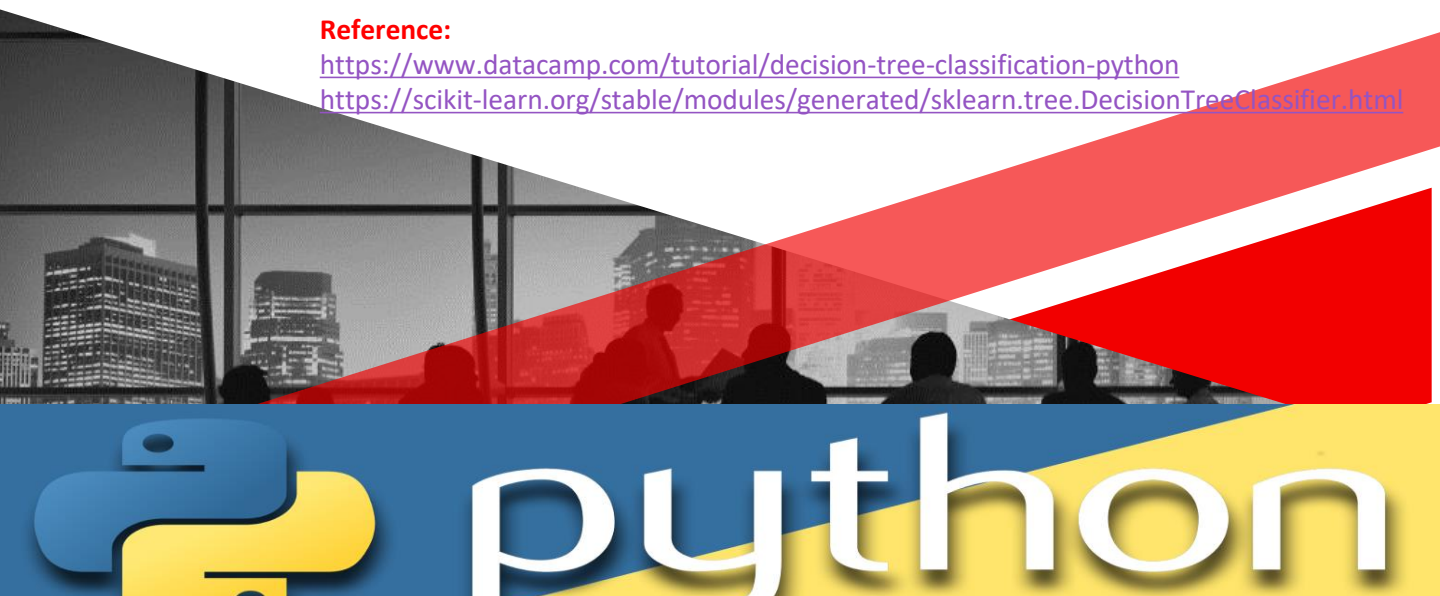 Reference:
https://www.datacamp.com/tutorial/decision-tree-classification-python
https://scikit-learn.org/stable/modules/generated/sklearn.tree.DecisionTreeClassifier.html
python